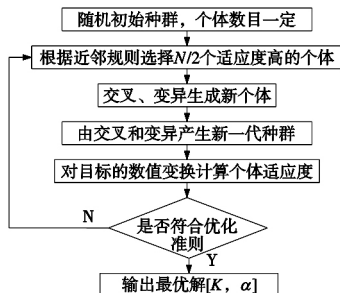 随机初始种群，个体数目一定
根据近邻规则选择N/2个适应度高的个体
交叉、变异生成新个体
由交叉和变异产生新一代种群
对目标的数值变换计算个体适应度
N
是否符合优化
准则
Y
输出最优解[K，α]